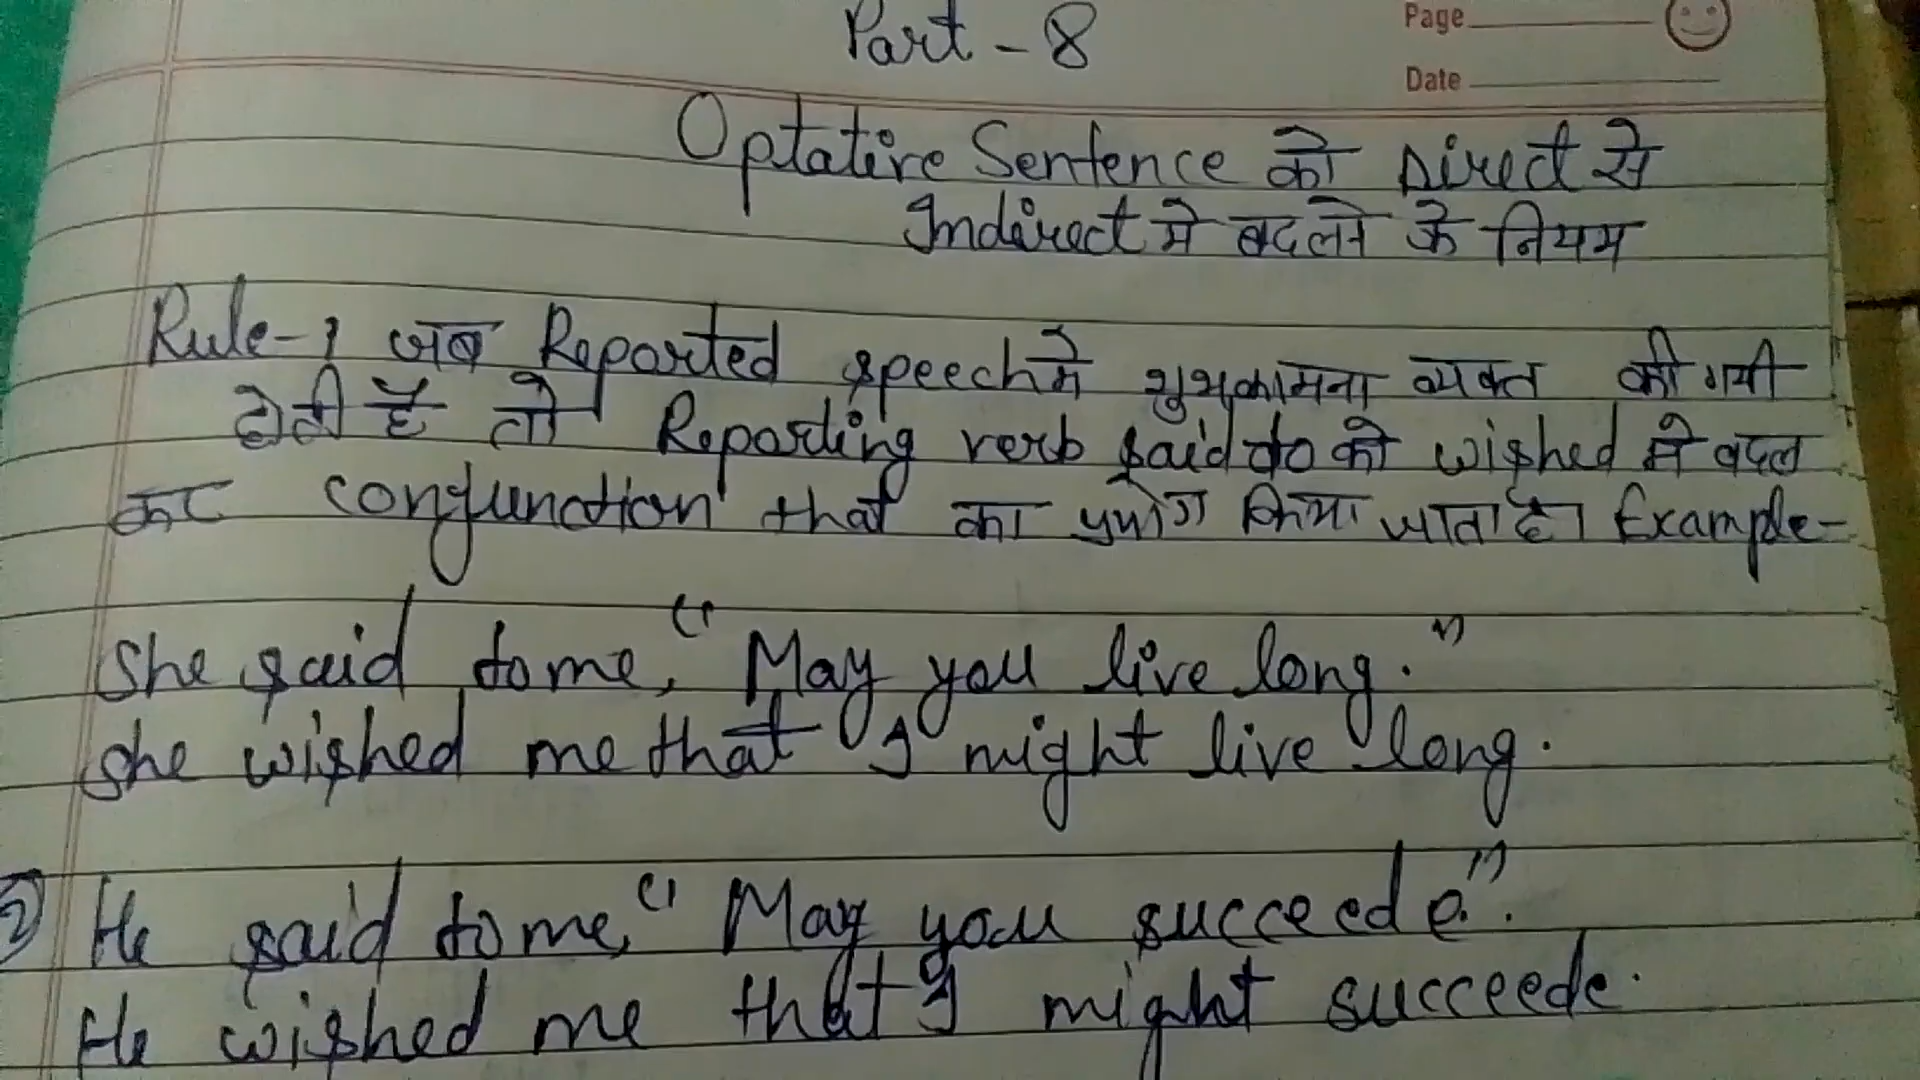 Part - 8
Page
Date
Optative Sentence को Direct से
Indirect मे बदलने के नियम
Rule-1 जब Reported speech मे शुभकामना व्यक्त की गयी
होती है तो Reporting verb said to को wished मे बदल
कर conjunction that का प्रयोग किया जाता है। Example-
She said to me, "May you live long."
She wished me that I might live long.
2) He said to me, "May you succeede.".
He wished me that I might succeede.